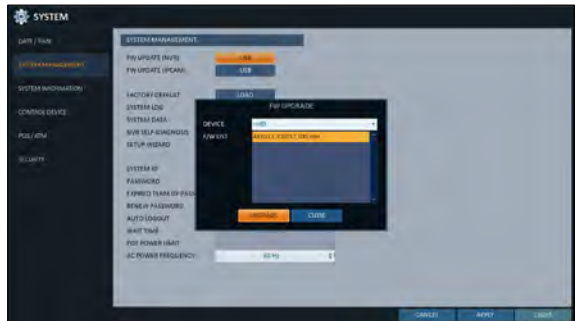 SYSTEM
DATE / TIME
SYSTEM MANAGEMENT
SYSTEM INFORMATION
CONTROL DEVICE
POS / ATM
SECURITY
SYSTEM MANAGEMENT
FW UPDATE (NVR)
USB
FW UPDATE (IPCAM)
USB
FACTORY DEFAULT
LOAD
SYSTEM LOG
SYSTEM DATA
NVR SELF-DIAGNOSIS
SETUP WIZARD
SYSTEM ID
PASSWORD
EXPIRED TERM OF
RENEW PASSWORD
AUTO LOGOUT
WAIT TIME
POE POWER LIMIT
AC POWER FREQUENCY
60 Hz
FW UPGRADE
DEVICE
F/W LIST
UPGRADE
CLOSE
CANCEL
APPLY
CLOSE